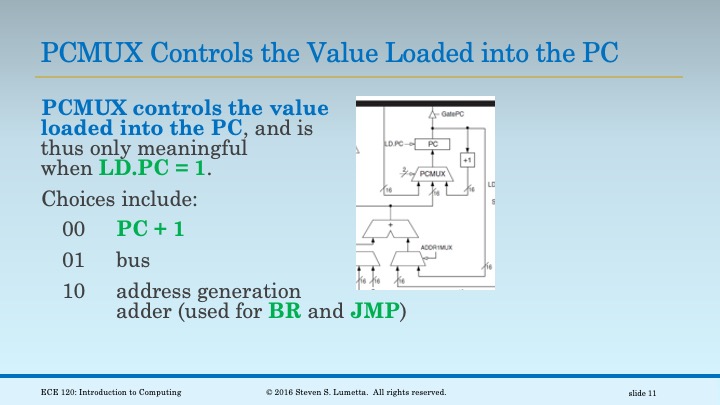 PCMUX Controls the Value Loaded into the PC
PCMUX controls the value
loaded into the PC, and is
thus only meaningful
when LD.PC = 1.
Choices include:
00 PC + 1
01 bus
10 address generation
adder (used for BR and JMP)
GatePC
LD.PC
PC
+1
2
PCMUX
16
16
16
LD
S
+
ADDR1MUX
16
16
16
16
ECE 120: Introduction to Computing
© 2016 Steven S. Lumetta. All rights reserved.
slide 11